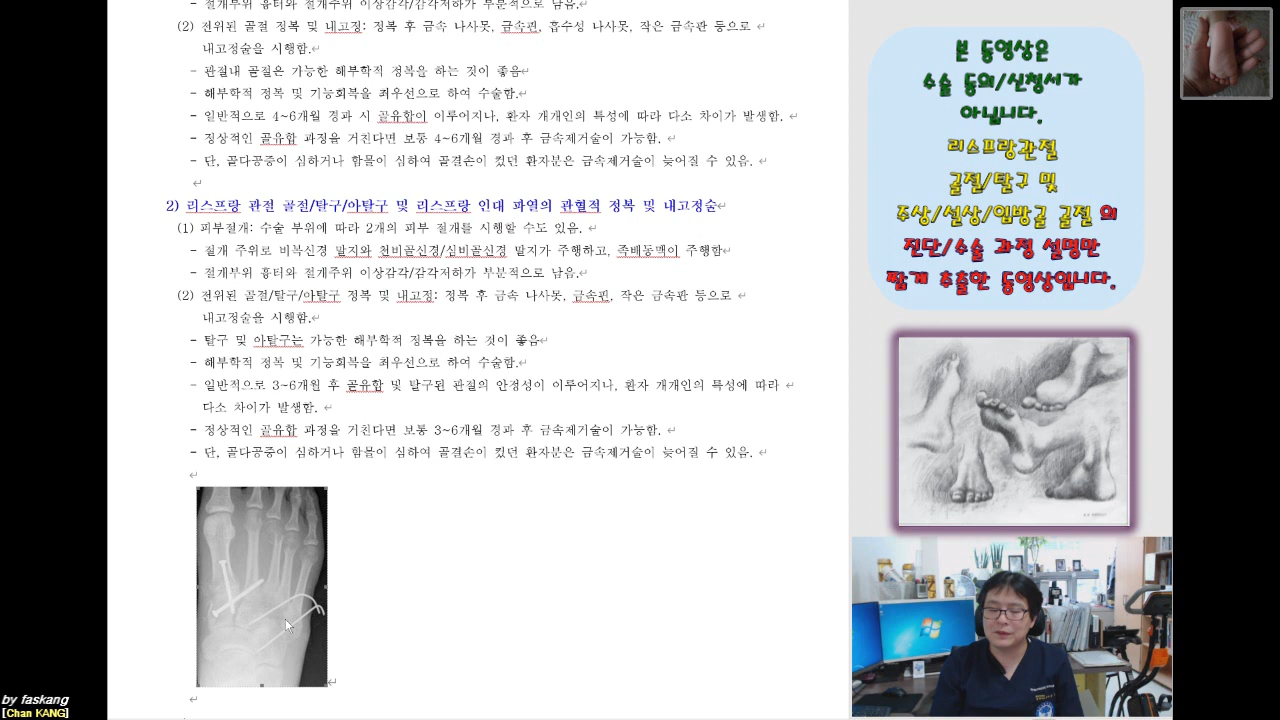 - 절개부위 흉터와 절개주위 이상감각/감각저하가 부분적으로 남음.
(2) 전위된 골절 정복 및 내고정: 정복 후 금속 나사못, 금속핀, 흡수성 나사못, 작은 금속판 등으로
내고정술을 시행함.
- 관절내 골절은 가능한 해부학적 정복을 하는 것이 좋음
- 해부학적 정복 및 기능회복을 최우선으로 하여 수술함.
- 일반적으로 4~6개월 경과 시 골유합이 이루어지나, 환자 개개인의 특성에 따라 다소 차이가 발생함.
- 정상적인 골유합 과정을 거친다면 보통 4~6개월 경과 후 금속제거술이 가능함.
- 단, 골다공증이 심하거나 함몰이 심하여 골결손이 컸던 환자분은 금속제거술이 늦어질 수 있음.
2) 리스프랑 관절 골절/탈구/아탈구 및 리스프랑 인대 파열의 관혈적 정복 및 내고정술
(1) 피부절개: 수술 부위에 따라 2개의 피부 절개를 시행할 수도 있음.
- 절개 주위로 비복신경 말지와 천비골신경/심비골신경 말지가 주행하고, 족배동맥이 주행함
- 절개부위 흉터와 절개주위 이상감각/감각저하가 부분적으로 남음.
(2) 전위된 골절/탈구/아탈구 정복 및 내고정: 정복 후 금속 나사못, 금속핀, 작은 금속판 등으로
내고정술을 시행함.
- 탈구 및 아탈구는 가능한 해부학적 정복을 하는 것이 좋음
- 해부학적 정복 및 기능회복을 최우선으로 하여 수술함.
- 일반적으로 3~6개월 후 골유합 및 탈구된 관절의 안정성이 이루어지나, 환자 개개인의 특성에 따라
다소 차이가 발생함.
- 정상적인 골유합 과정을 거친다면 보통 3~6개월 경과 후 금속제거술이 가능함.
- 단, 골다공증이 심하거나 함몰이 심하여 골결손이 컸던 환자분은 금속제거술이 늦어질 수 있음.
본 동영상은
수술 동의/신청서가
아닙니다.
리스프랑관절
골절/탈구 및
주상/설상/입방골 골절 의
진단/수술 과정 설명만
짧게 추출한 동영상입니다.
by faskang
[Chan KANG]